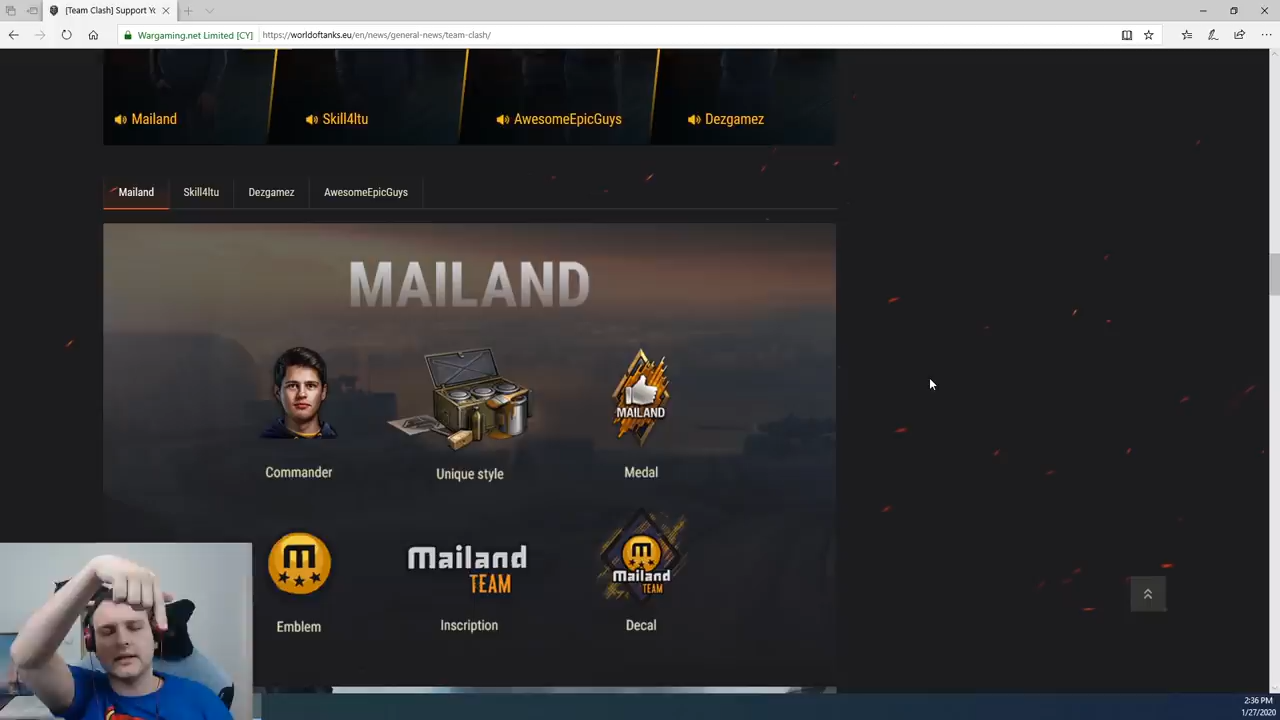 [Team Clash] Support Yo
Wargaming.net Limited [CY]
https://worldoftanks.eu/en/news/general-news/team-clash/
Mailand
Skill4ltu
AwesomeEpicGuys
Dezgamez
Mailand
Skill4ltu
Dezgamez
AwesomeEpicGuys
MAILAND
MAILAND
Commander
Unique style
Medal
M
Mailand
TEAM
M
Mailand
TEAM
Emblem
Inscription
Decal
2:36 PM
1/27/2020